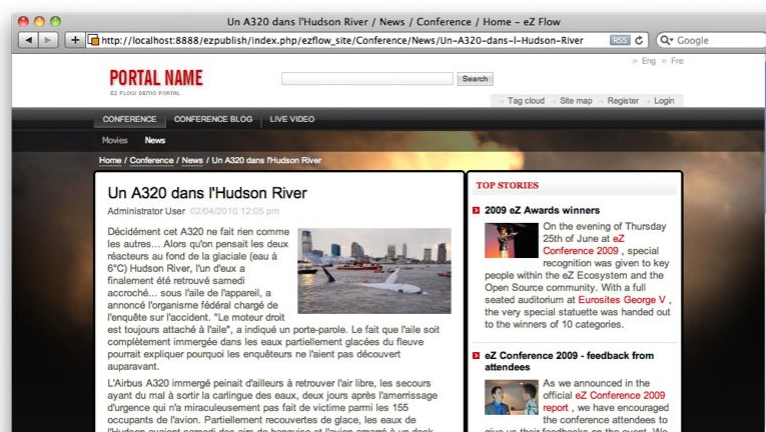 Un A320 dans l'Hudson River / News / Conference / Home – eZ Flow
http://localhost:8888/ezpublish/index.php/ezflow_site/Conference/News/Un-A320-dans-l-Hudson-River
RSS
Google
» Eng » Fre
PORTAL NAME
EZ FLOW DEMO PORTAL
Search
Tag cloud Site map Register Login
CONFERENCE CONFERENCE BLOG LIVE VIDEO
Movies News
Home / Conference / News / Un A320 dans l'Hudson River
Un A320 dans l'Hudson River
Administrator User 02/04/2010 12:05 pm
Décidément cet A320 ne fait rien comme
les autres... Alors qu'on pensait les deux
réacteurs au fond de la glaciale (eau à
6°C) Hudson River, l'un d'eux a
finalement été retrouvé samedi
accroché... sous l'aile de l'appareil, a
annoncé l'organisme fédéral chargé de
l'enquête sur l'accident. "Le moteur droit
est toujours attaché à l'aile", a indiqué un porte-parole. Le fait que l'aile soit
complètement immergée dans les eaux partiellement glacées du fleuve
pourrait expliquer pourquoi les enquêteurs ne l'aient pas découvert
auparavant.
L'Airbus A320 immergé peinait d'ailleurs à retrouver l'air libre, les secours
ayant du mal à sortir la carlingue des eaux, deux jours après l'amerrissage
d'urgence qui n'a miraculeusement pas fait de victime parmi les 155
occupants de l'avion. Partiellement recouvertes de glace, les eaux de
TOP STORIES
2009 eZ Awards winners
On the evening of Thursday
25th of June at eZ
Conference 2009 , special
recognition was given to key
people within the eZ Ecosystem and the
Open Source community. With a full
seated auditorium at Eurosites George V ,
the very special statuette was handed out
to the winners of 10 categories.
eZ Conference 2009 - feedback from
attendees
As we announced in the
official eZ Conference 2009
report , we have encouraged
the conference attendees to